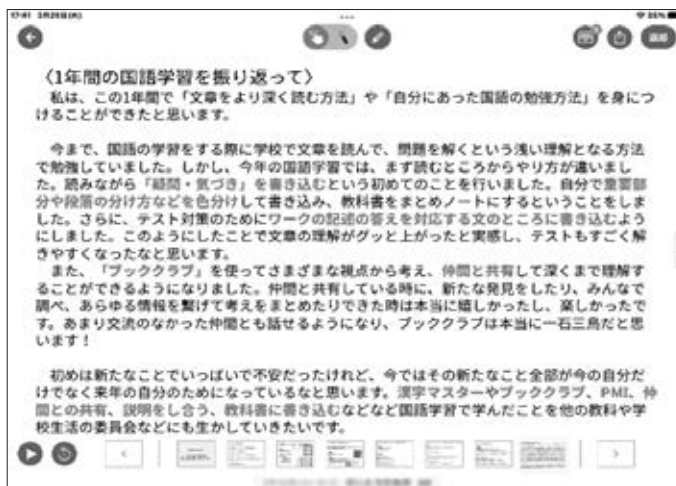 〈1年間の国語学習を振り返って〉
私は、この1年間で「文章をより深く読む方法」や「自分にあった国語の勉強方法」を身につ
けることができたと思います。
今まで、国語の学習をする際に学校で文章を読んで、問題を解くという浅い理解となる方法
で勉強していました。しかし、今年の国語学習では、まず読むところからやり方が違いまし
た。読みながら「疑問・気づき」を書き込むという初めてのことを行いました。自分で重要部
分や段落の分け方などを色分けして書き込み、教科書をまとめノートにするということをしま
した。さらに、テスト対策のためにワークの記述の答えを対応する文のところに書き込むよう
にしました。このようにしたことで文章の理解がグッと上がったと実感し、テストもすごく解
きやすくなったなと思います。
また、「ブッククラブ」を使ってさまざまな視点から考え、仲間と共有して深くまで理解す
ることができるようになりました。仲間と共有している時に、新たな発見をしたり、みんなで
調べ、あらゆる情報を繋げて考えをまとめたりできた時は本当に嬉しかったし、楽しかったで
す。あまり交流のなかった仲間とも話せるようになり、ブッククラブは本当に一石三鳥だと思
います！
初めは新たなことでいっぱいで不安だったけれど、今ではその新たなこと全部が今の自分だ
けでなく来年の自分のためになっているなと思います。漢字マスターやブッククラブ、PMI、仲
間との共有、説明をし合う、教科書に書き込むなどなど国語学習で学んだことを他の教科や学
校生活の委員会などにも生かしていきたいです。